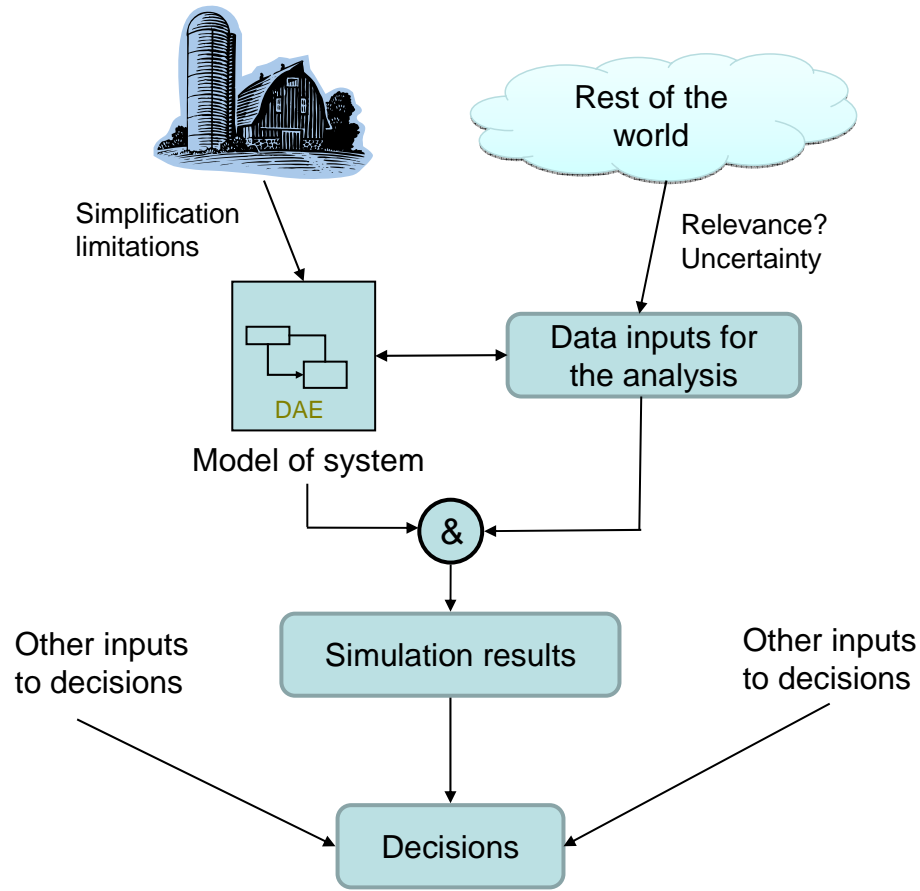 Rest of the
world
Simplification
limitations
Relevance?
Uncertainty
DAE
Data inputs for
the analysis
Model of system
&
Simulation results
Other inputs
to decisions
Other inputs
to decisions
Decisions